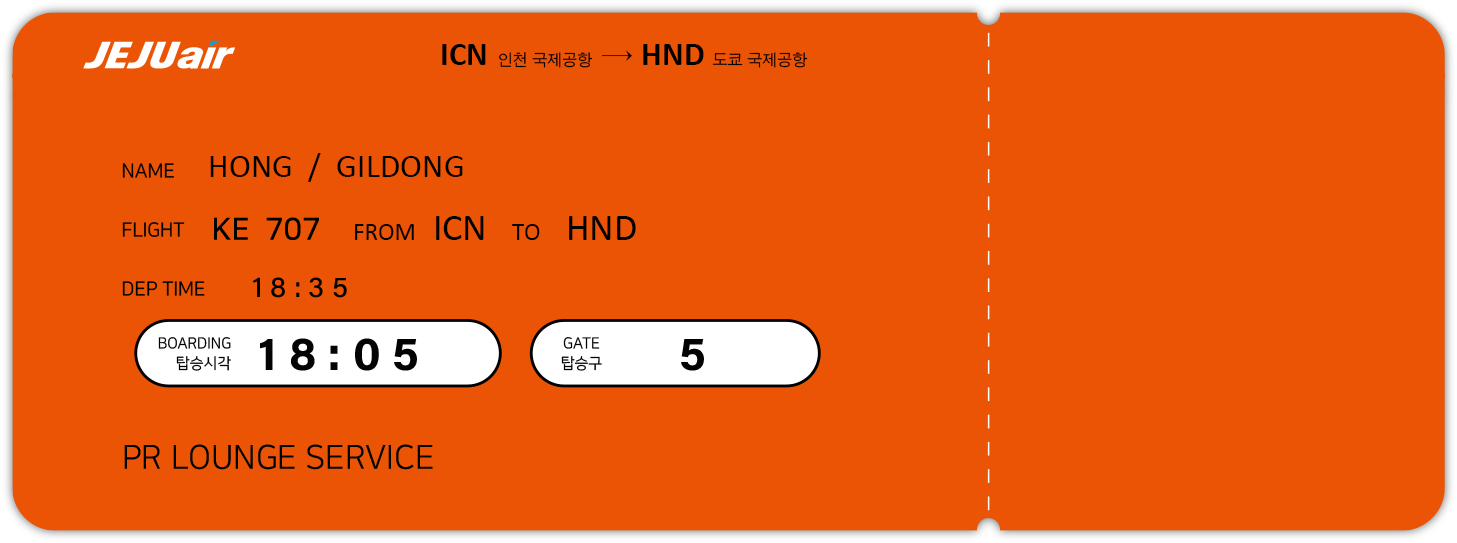 JEJUair
ICN 인천 국제공항 → HND 도쿄 국제공항
NAME HONG / GILDONG
FLIGHT KE 707 FROM ICN TO HND
DEP TIME 18:35
BOARDING 18:05
탑승시각
GATE 5
탑승구
PR LOUNGE SERVICE